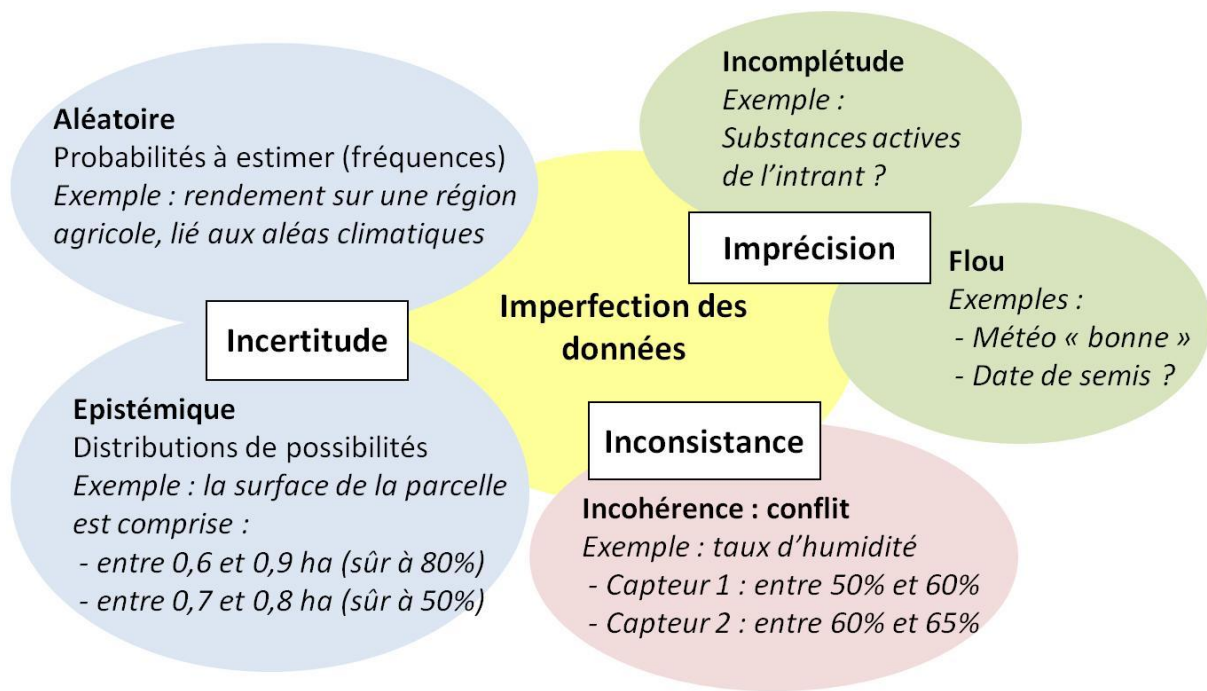 Aléatoire
Probabilités à estimer (fréquences)
Exemple : rendement sur une région
agricole, lié aux aléas climatiques
Incomplétude
Exemple :
Substances actives
de l’intrant ?
Imprécision
Flou
Exemples :
- Météo « bonne »
- Date de semis ?
Imperfection des
données
Incertitude
Epistémique
Distributions de possibilités
Exemple : la surface de la parcelle
est comprise :
- entre 0,6 et 0,9 ha (sûr à 80%)
- entre 0,7 et 0,8 ha (sûr à 50%)
Inconsistance
Incohérence : conflit
Exemple : taux d’humidité
- Capteur 1 : entre 50% et 60%
- Capteur 2 : entre 60% et 65%